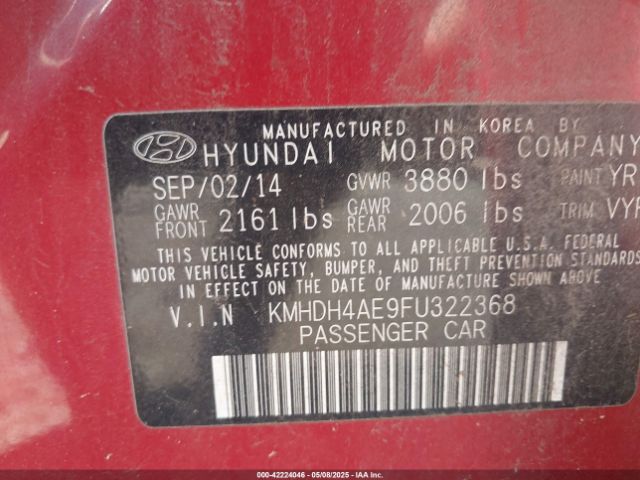 MANUFACTURED IN KOREA BY
HYUNDAI MOTOR COMPANY
SEP/02/14 GVWR 3880 lbs PAINT YR
GAWR FRONT 2161 lbs GAWR REAR 2006 lbs TRIM VYF
THIS VEHICLE CONFORMS TO ALL APPLICABLE U.S.A. FEDERAL
MOTOR VEHICLE SAFETY, BUMPER, AND THEFT PREVENTION STANDARDS
IN EFFECT ON THE DATE OF MANUFACTURE SHOWN ABOVE
V.I.N KMHDH4AE9FU322368
PASSENGER CAR
000-42224046 - 05/08/2025 - IAA Inc.